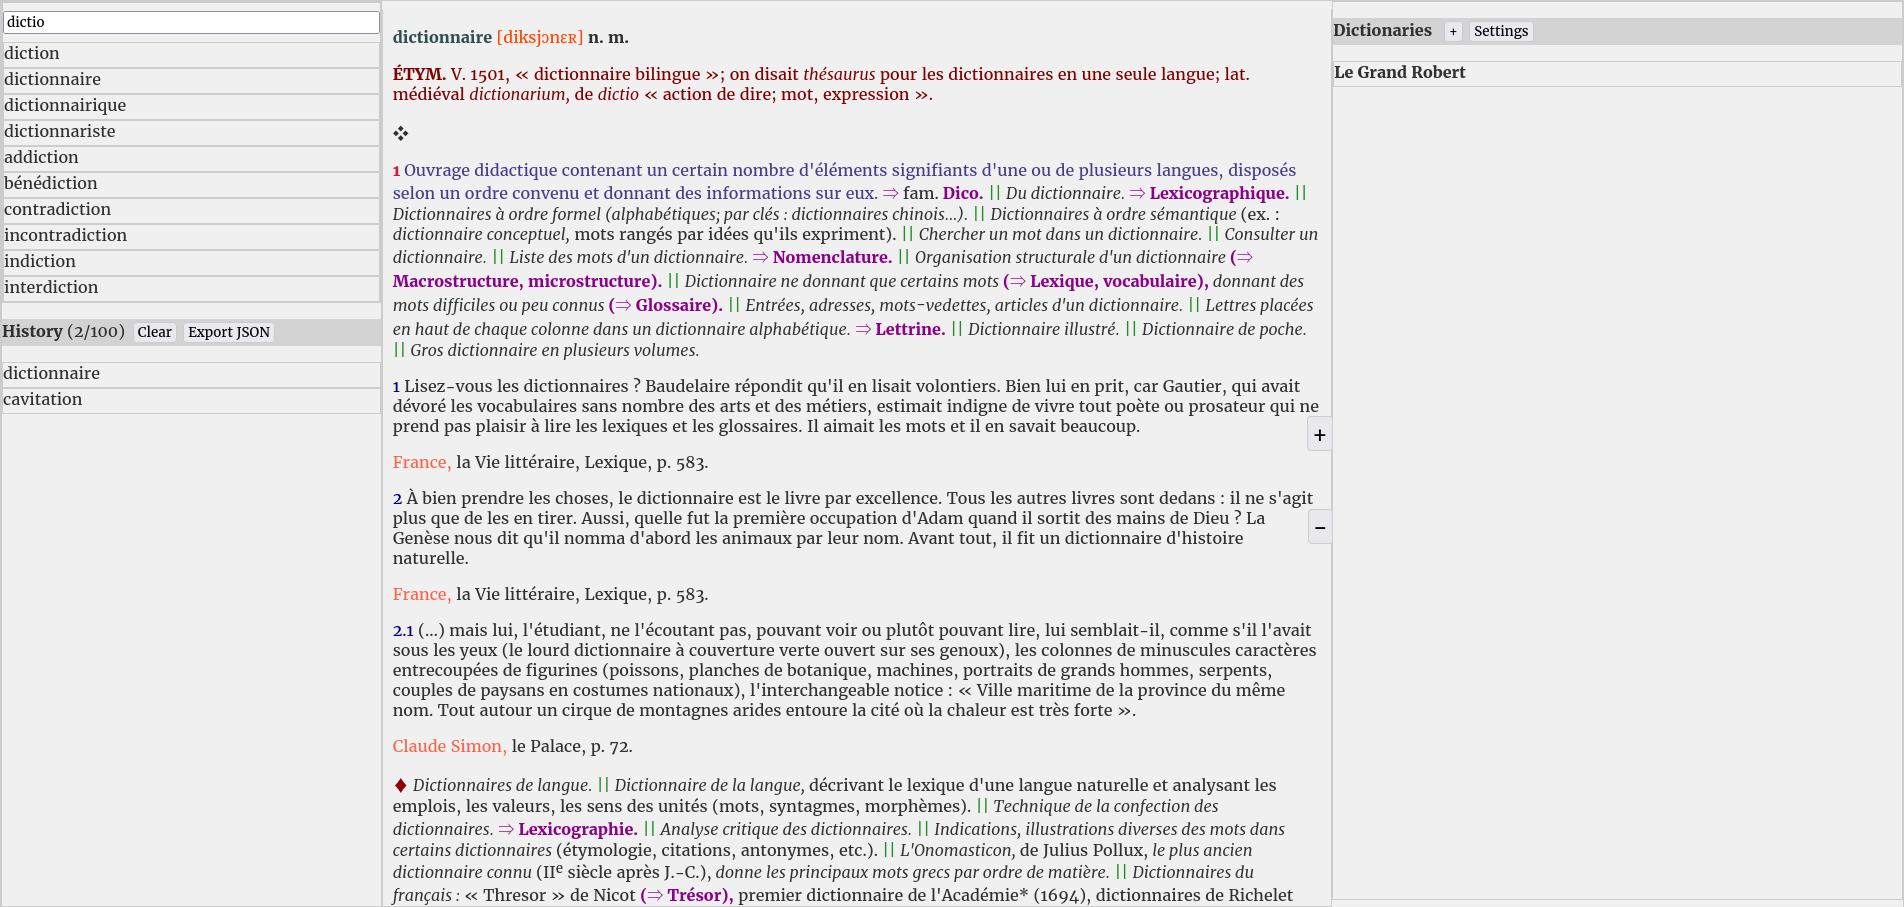 dictio
diction
dictionnaire
dictionnairique
dictionnariste
addiction
bénédiction
contradiction
incontradiction
indiction
interdiction
History (2/100) Clear Export JSON
dictionnaire
cavitation
dictionnaire [diksjɔnɛʀ] n. m.
ÉTYM. V. 1501, « dictionnaire bilingue »; on disait thésaurus pour les dictionnaires en une seule langue; lat.
médiéval dictionarium, de dictio « action de dire; mot, expression ».
❖
1 Ouvrage didactique contenant un certain nombre d'éléments signifiants d'une ou de plusieurs langues, disposés
selon un ordre convenu et donnant des informations sur eux. ⇒ fam. Dico. || Du dictionnaire. ⇒ Lexicographique. ||
Dictionnaires à ordre formel (alphabétiques; par clés : dictionnaires chinois…). || Dictionnaires à ordre sémantique (ex. :
dictionnaire conceptuel, mots rangés par idées qu'ils expriment). || Chercher un mot dans un dictionnaire. || Consulter un
dictionnaire. || Liste des mots d'un dictionnaire. ⇒ Nomenclature. || Organisation structurale d'un dictionnaire (⇒
Macrostructure, microstructure). || Dictionnaire ne donnant que certains mots (⇒ Lexique, vocabulaire), donnant des
mots difficiles ou peu connus (⇒ Glossaire). || Entrées, adresses, mots-vedettes, articles d'un dictionnaire. || Lettres placées
en haut de chaque colonne dans un dictionnaire alphabétique. ⇒ Lettrine. || Dictionnaire illustré. || Dictionnaire de poche.
|| Gros dictionnaire en plusieurs volumes.
1 Lisez-vous les dictionnaires ? Baudelaire répondit qu'il en lisait volontiers. Bien lui en prit, car Gautier, qui avait
dévoré les vocabulaires sans nombre des arts et des métiers, estimait indigne de vivre tout poète ou prosateur qui ne
prend pas plaisir à lire les lexiques et les glossaires. Il aimait les mots et il en savait beaucoup.
France, la Vie littéraire, Lexique, p. 583.
2 À bien prendre les choses, le dictionnaire est le livre par excellence. Tous les autres livres sont dedans : il ne s'agit
plus que de les en tirer. Aussi, quelle fut la première occupation d'Adam quand il sortit des mains de Dieu ? La
Genèse nous dit qu'il nomma d'abord les animaux par leur nom. Avant tout, il fit un dictionnaire d'histoire
naturelle.
France, la Vie littéraire, Lexique, p. 583.
2.1 (…) mais lui, l'étudiant, ne l'écoutant pas, pouvant voir ou plutôt pouvant lire, lui semblait-il, comme s'il l'avait
sous les yeux (le lourd dictionnaire à couverture verte ouvert sur ses genoux), les colonnes de minuscules caractères
entrecoupées de figurines (poissons, planches de botanique, machines, portraits de grands hommes, serpents,
couples de paysans en costumes nationaux), l'interchangeable notice : « Ville maritime de la province du même
nom. Tout autour un cirque de montagnes arides entoure la cité où la chaleur est très forte ».
Claude Simon, le Palace, p. 72.
♦ Dictionnaires de langue. || Dictionnaire de la langue, décrivant le lexique d'une langue naturelle et analysant les
emplois, les valeurs, les sens des unités (mots, syntagmes, morphèmes). || Technique de la confection des
dictionnaires. ⇒ Lexicographie. || Analyse critique des dictionnaires. || Indications, illustrations diverses des mots dans
certains dictionnaires (étymologie, citations, antonymes, etc.). || L'Onomasticon, de Julius Pollux, le plus ancien
dictionnaire connu (IIe siècle après J.-C.), donne les principaux mots grecs par ordre de matière. || Dictionnaires du
français : « Thresor » de Nicot (⇒ Trésor), premier dictionnaire de l'Académie* (1694), dictionnaires de Richelet
+
−
Dictionaries + Settings
Le Grand Robert